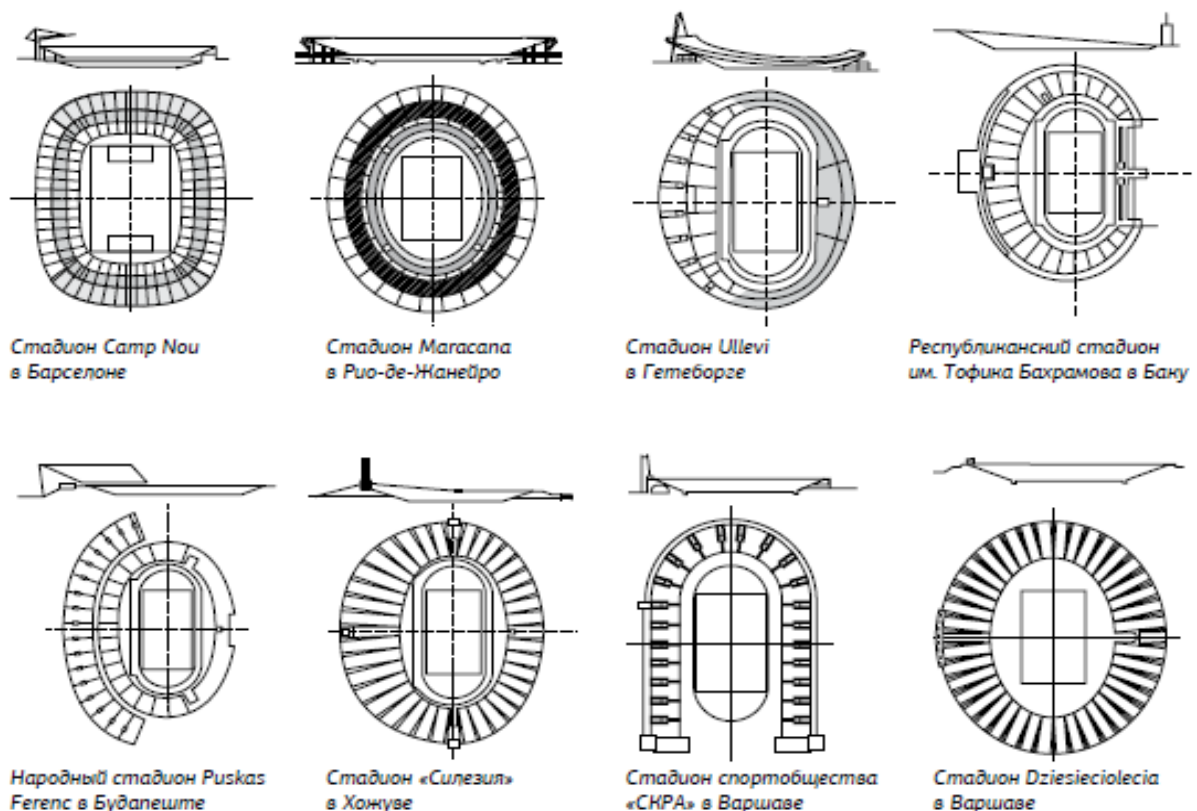 Стадион Camp Nou
в Барселоне
Стадион Maracana
в Рио-де-Жанейро
Стадион Ullevi
в Гетеборге
Республиканский стадион
им. Тофика Бахрамова в Баку
Народный стадион Puskas
Ferenc в Будапеште
Стадион «Силезия»
в Хожуве
Стадион спортобщества
«СКРА» в Варшаве
Стадион Dziesieciolecia
в Варшаве